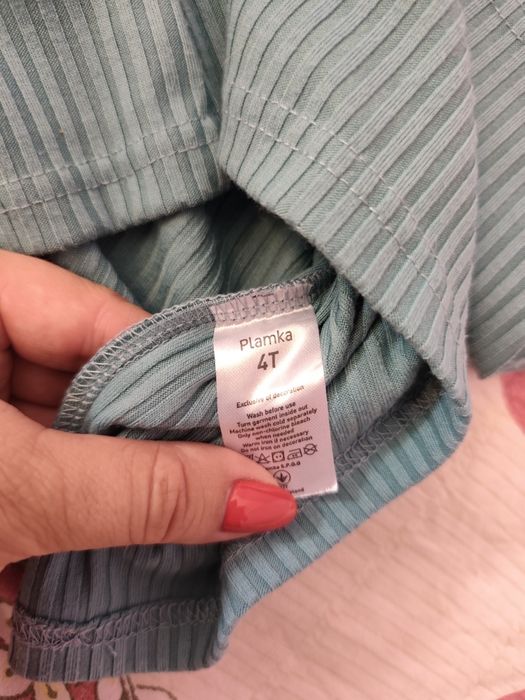 Plamka
4T
Exclusive of decoration
Wash before use
Turn garment inside out
Machine wash cold separately
Only non-chlorine bleach
when needed
Warm iron if necessary
Do not iron on decoration
S.P.O.O